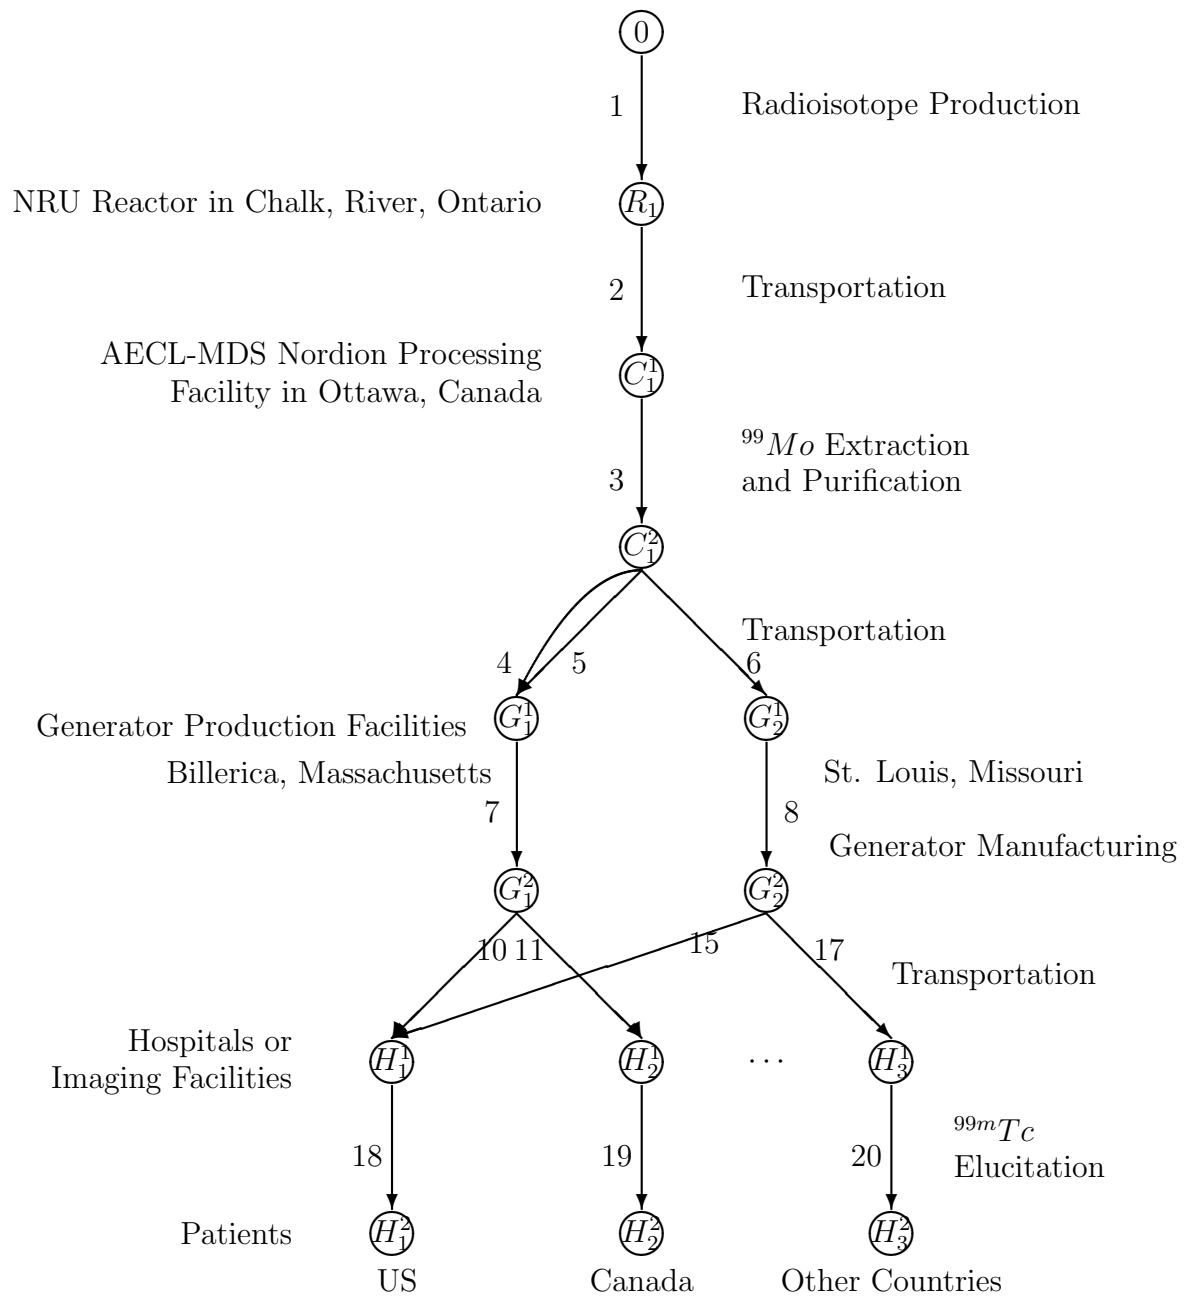 0
1
Radioisotope Production
NRU Reactor in Chalk, River, Ontario
R₁
2
Transportation
AECL-MDS Nordion Processing
Facility in Ottawa, Canada
C₁¹
⁹⁹Mo Extraction
and Purification
3
C₁²
Transportation
4 5 6
G₁¹ G₂¹
Generator Production Facilities
Billerica, Massachusetts
St. Louis, Missouri
7 8
Generator Manufacturing
G₁² G₂²
10 11 15 17
Transportation
Hospitals or
Imaging Facilities
H₁¹ H₂¹ ... H₃¹
18 19 20
⁹⁹ᵐTc
Elucitation
Patients
H₁² H₂² H₃²
US Canada Other Countries